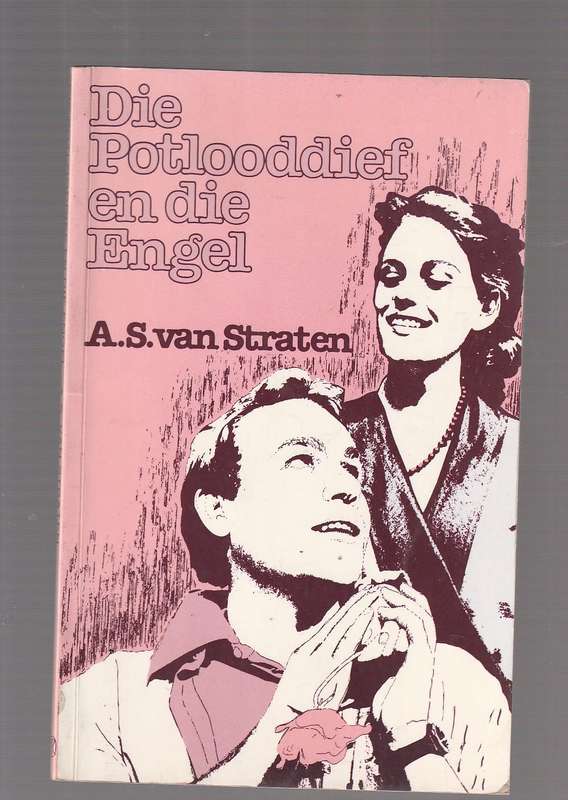 Die
Potlooddief
en die
Engel
A.S.van Straten